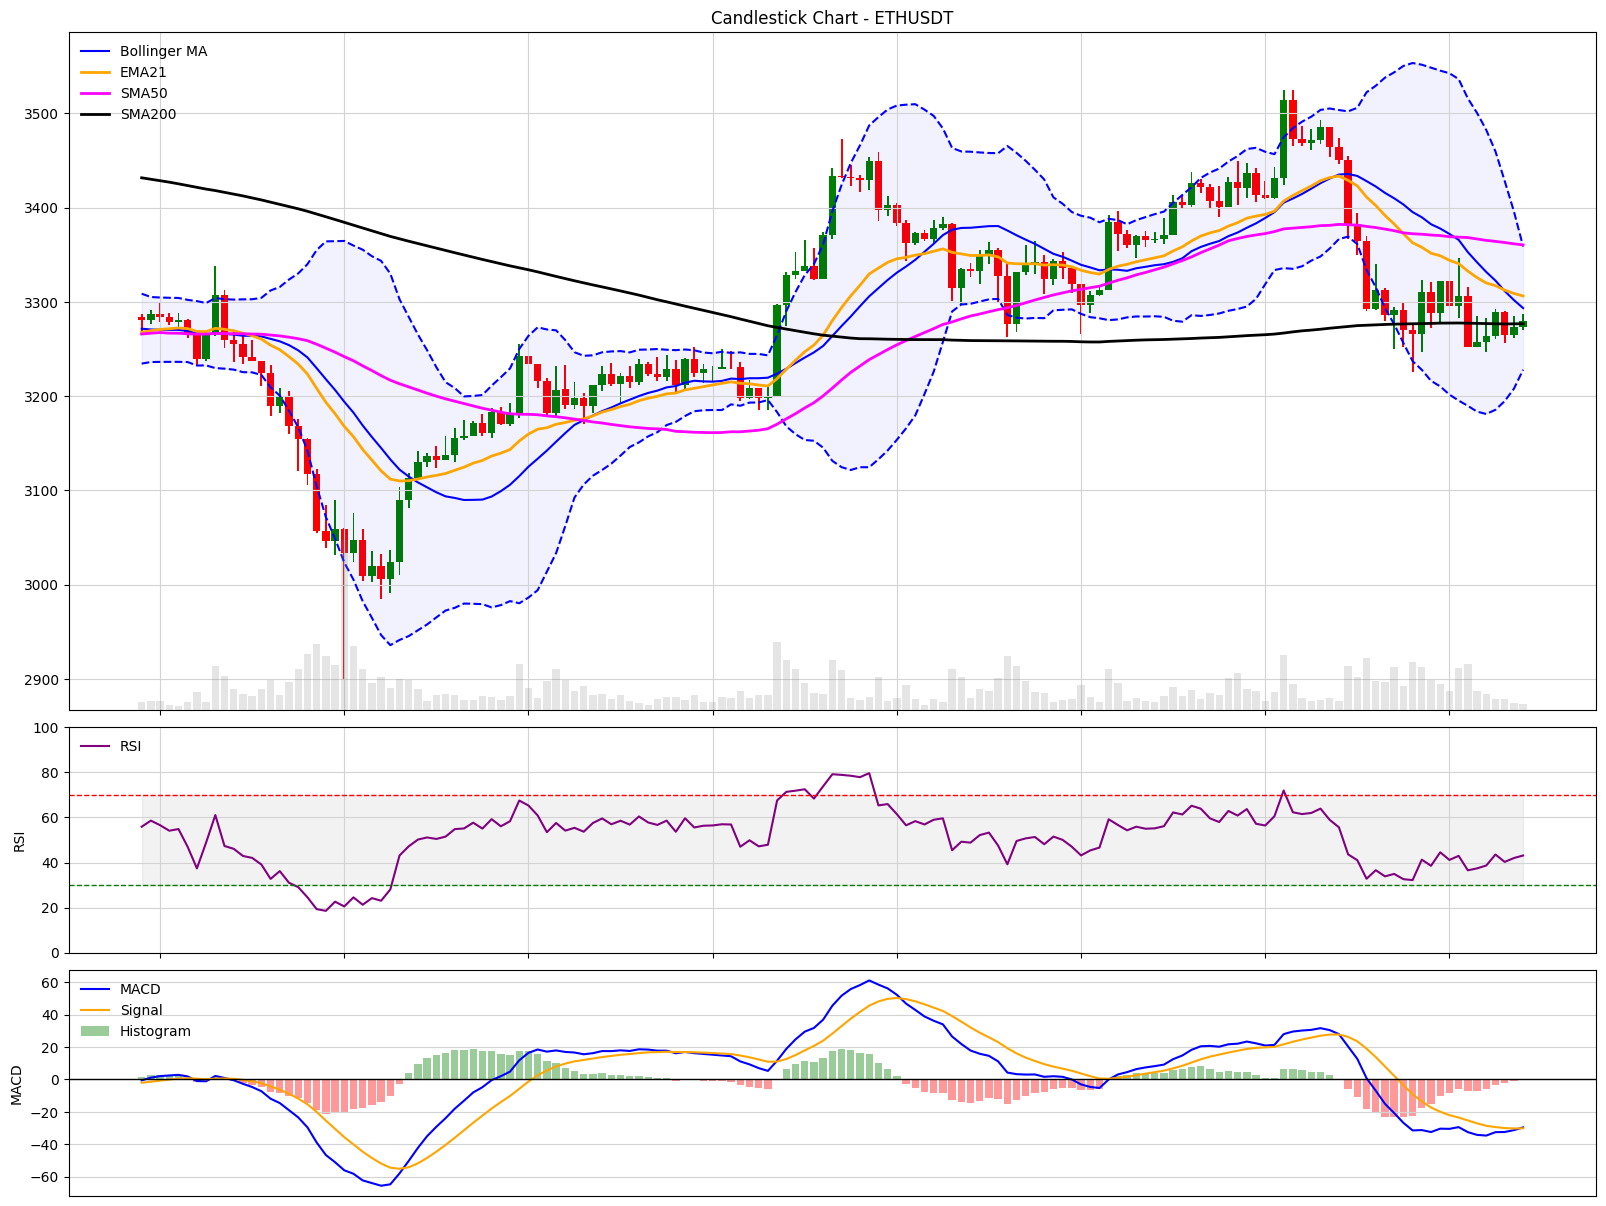 Candlestick Chart - ETHUSDT
Bollinger MA
EMA21
SMA50
SMA200
3500
3400
3300
3200
3100
3000
2900
RSI
100
80
60
40
20
0
RSI
MACD
Signal
Histogram
60
40
20
0
−20
−40
−60
MACD